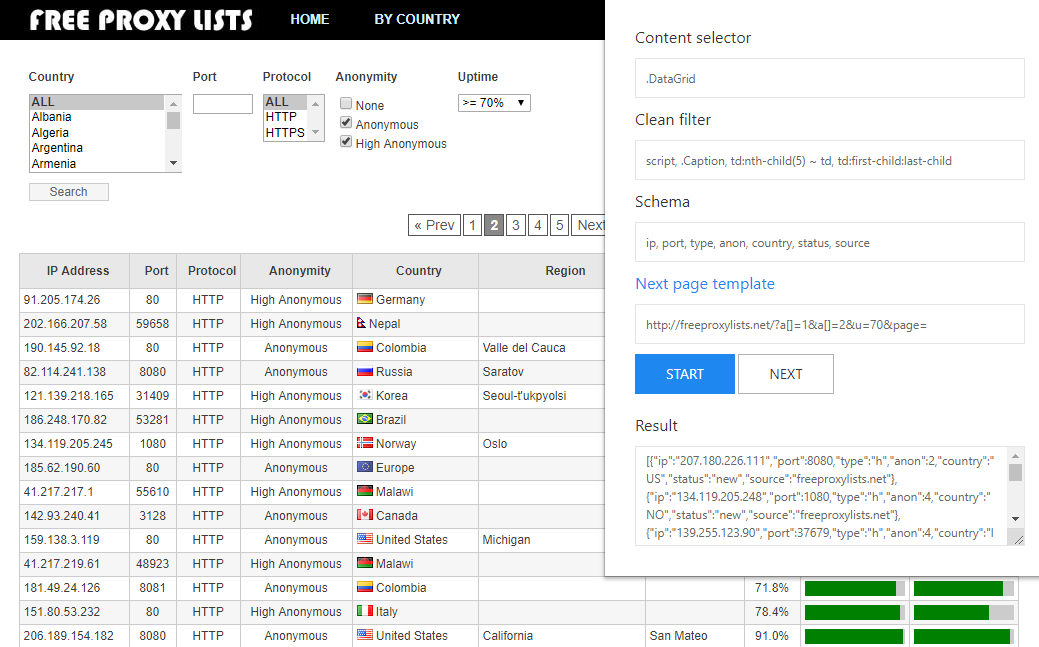 FREE PROXY LISTS HOME BY COUNTRY
Country Port Protocol Anonymity Uptime
ALL
Albania
Algeria
Argentina
Armenia
ALL
HTTP
HTTPS
None
Anonymous
High Anonymous
>= 70%
Search
« Prev 1 2 3 4 5 Next
IP Address Port Protocol Anonymity Country Region
91.205.174.26 80 HTTP High Anonymous Germany
202.166.207.58 59658 HTTP High Anonymous Nepal
190.145.92.18 80 HTTP Anonymous Colombia Valle del Cauca
82.114.241.138 8080 HTTP Anonymous Russia Saratov
121.139.218.165 31409 HTTP High Anonymous Korea Seoul-t'ukpyolsi
186.248.170.82 53281 HTTP High Anonymous Brazil
134.119.205.245 1080 HTTP High Anonymous Norway Oslo
185.62.190.60 80 HTTP Anonymous Europe
41.217.217.1 55610 HTTP High Anonymous Malawi
142.93.240.41 3128 HTTP Anonymous Canada
159.138.3.119 80 HTTP High Anonymous United States Michigan
41.217.219.61 48923 HTTP High Anonymous Malawi
181.49.24.126 8081 HTTP Anonymous Colombia 71.8%
151.80.53.232 80 HTTP High Anonymous Italy 78.4%
206.189.154.182 8080 HTTP Anonymous United States California San Mateo 91.0%
Content selector
.DataGrid
Clean filter
script, .Caption, td:nth-child(5) ~ td, td:first-child:last-child
Schema
ip, port, type, anon, country, status, source
Next page template
http://freeproxylists.net/?a[]=1&a[]=2&u=70&page=
START NEXT
Result
[{"ip":"207.180.226.111","port":8080,"type":"h","anon":2,"country":"
US","status":"new","source":"freeproxylists.net"},
{"ip":"134.119.205.248","port":1080,"type":"h","anon":4,"country":"
NO","status":"new","source":"freeproxylists.net"},
{"ip":"139.255.123.90","port":37679,"type":"h","anon":4,"country":"I